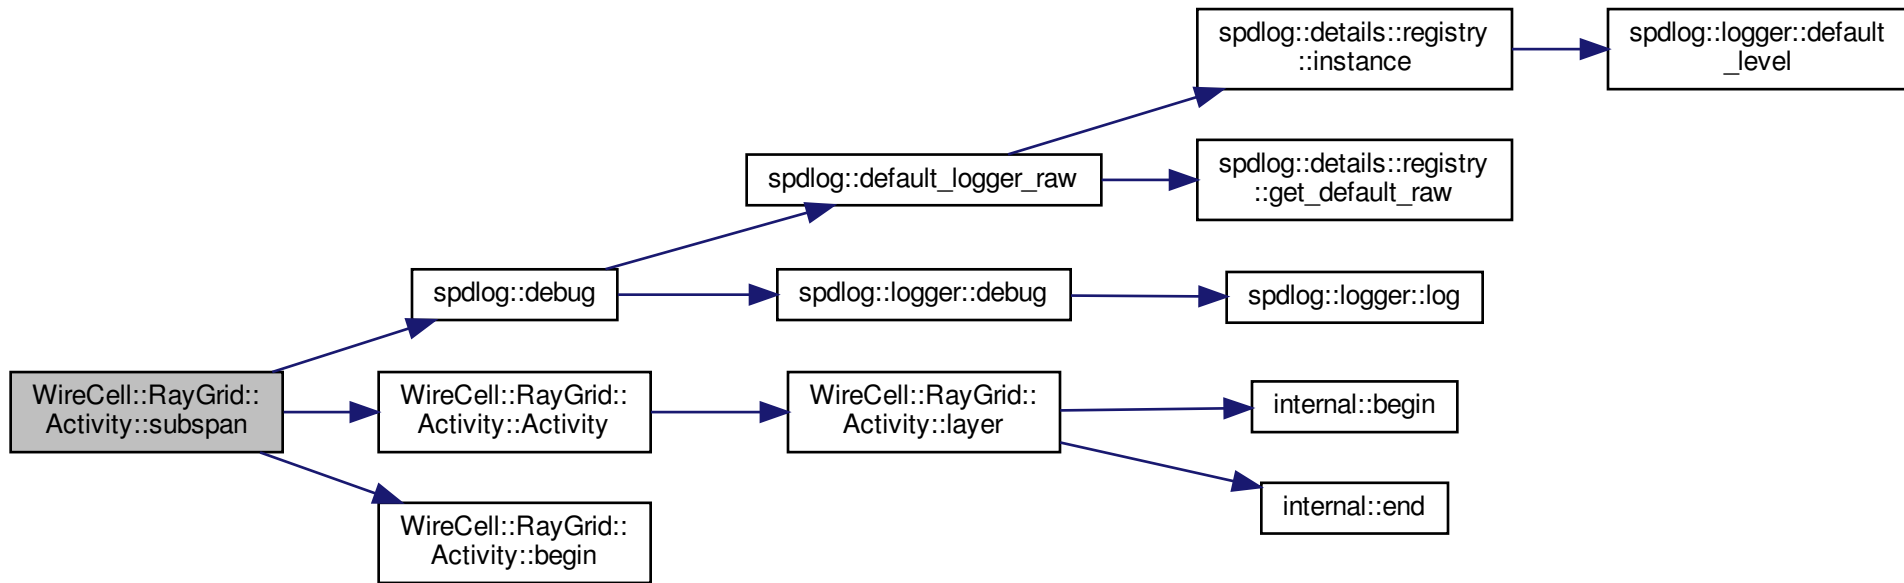 spdlog::details::registry
::instance
spdlog::logger::default
_level
spdlog::default_logger_raw
spdlog::details::registry
::get_default_raw
spdlog::debug
spdlog::logger::debug
spdlog::logger::log
WireCell::RayGrid::
Activity::subspan
WireCell::RayGrid::
Activity::Activity
WireCell::RayGrid::
Activity::layer
internal::begin
internal::end
WireCell::RayGrid::
Activity::begin